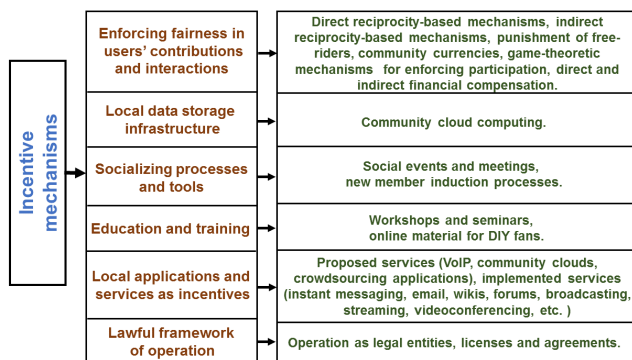 Incentive
mechanisms
Enforcing fairness in
users' contributions
and interactions
Direct reciprocity-based mechanisms, indirect
reciprocity-based mechanisms, punishment of free-
riders, community currencies, game-theoretic
mechanisms for enforcing participation, direct and
indirect financial compensation.
Local data storage
infrastructure
Community cloud computing.
Socializing processes
and tools
Social events and meetings,
new member induction processes.
Education and training
Workshops and seminars,
online material for DIY fans.
Local applications and
services as incentives
Proposed services (VoIP, community clouds,
crowdsourcing applications), implemented services
(instant messaging, email, wikis, forums, broadcasting,
streaming, videoconferencing, etc. )
Lawful framework
of operation
Operation as legal entities, licenses and agreements.